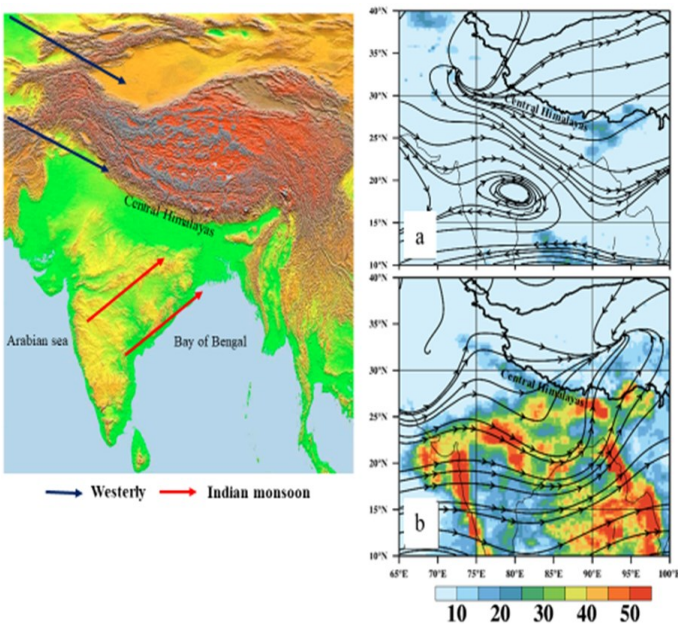 Central Himalayas
Arabian sea
Bay of Bengal
Westerly
Indian monsoon
40°N
35°N
30°N
25°N
20°N
15°N
10°N
Central Himalayas
a
40°N
35°N
30°N
25°N
20°N
15°N
10°N
Central Himalayas
b
65°E 70°E 75°E 80°E 85°E 90°E 95°E 100°E
10 20 30 40 50